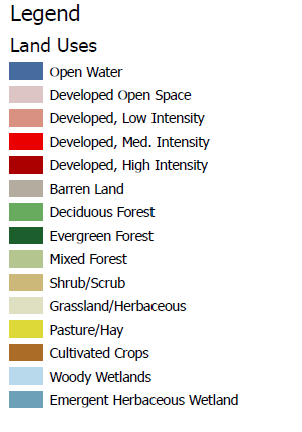 Legend
Land Uses
Open Water
Developed Open Space
Developed, Low Intensity
Developed, Med. Intensity
Developed, High Intensity
Barren Land
Deciduous Forest
Evergreen Forest
Mixed Forest
Shrub/Scrub
Grassland/Herbaceous
Pasture/Hay
Cultivated Crops
Woody Wetlands
Emergent Herbaceous Wetland